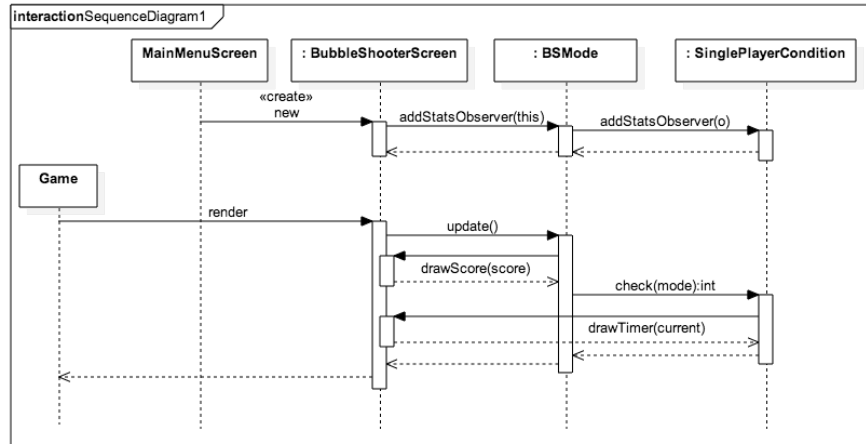 interactionSequenceDiagram1
MainMenuScreen
: BubbleShooterScreen
: BSMode
: SinglePlayerCondition
«create»
new
addStatsObserver(this)
addStatsObserver(o)
Game
render
update()
drawScore(score)
check(mode):int
drawTimer(current)